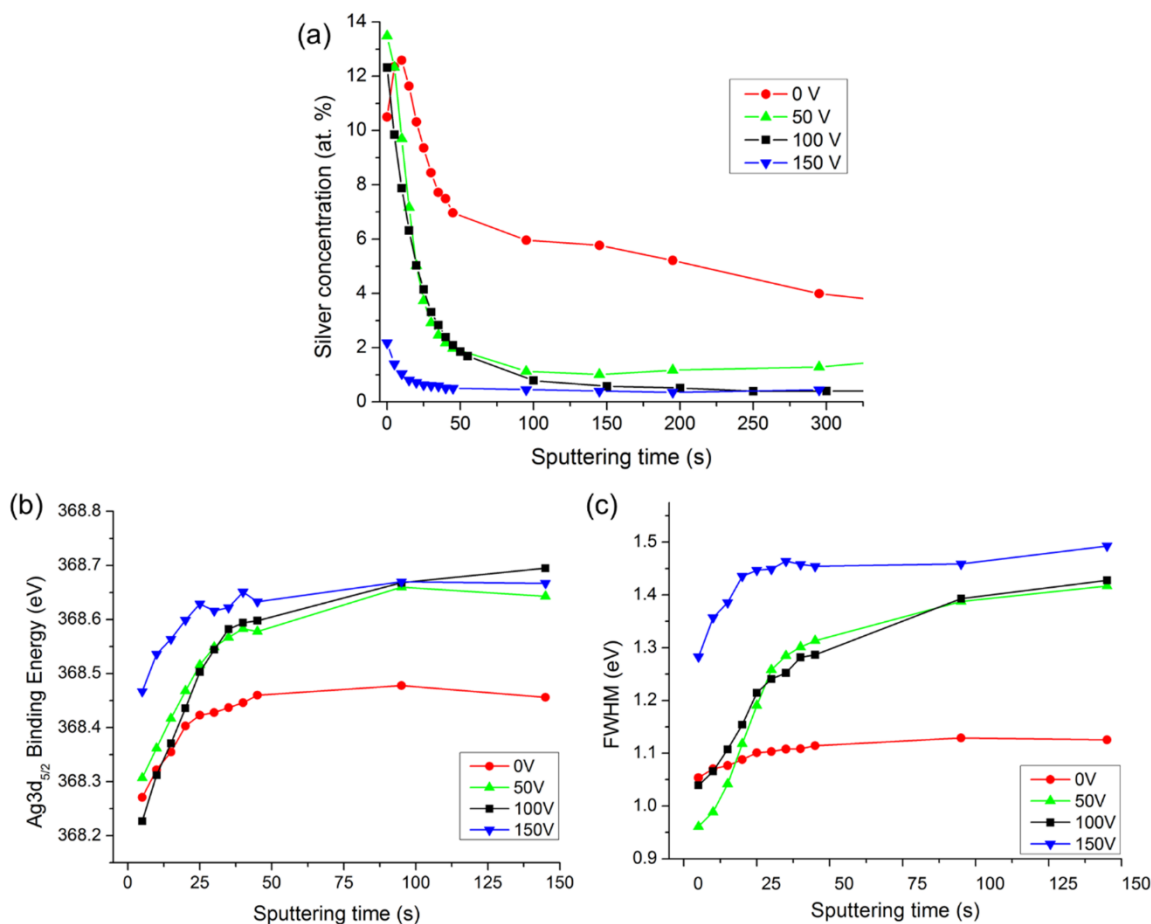 (a)
Silver concentration (at. %)
14
12
10
8
6
4
2
0
0 V
50 V
100 V
150 V
0 50 100 150 200 250 300
Sputtering time (s)
(b)
Ag3d5/2 Binding Energy (eV)
368.8
368.7
368.6
368.5
368.4
368.3
368.2
0V
50V
100V
150V
0 25 50 75 100 125 150
Sputtering time (s)
(c)
FWHM (eV)
1.5
1.4
1.3
1.2
1.1
1.0
0.9
0V
50V
100V
150V
0 25 50 75 100 125 150
Sputtering time (s)